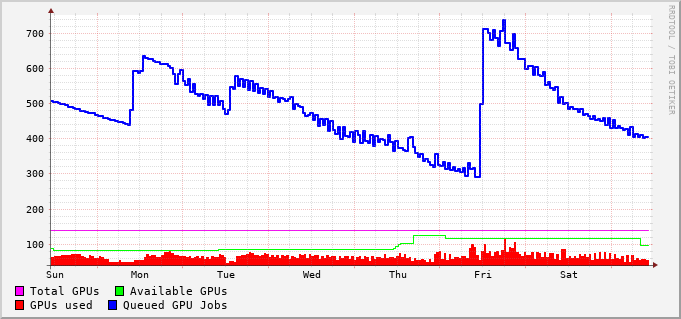 700
600
500
400
300
200
100
Sun Mon Tue Wed Thu Fri Sat
Total GPUs Available GPUs
GPUs used Queued GPU Jobs
RRDTOOL / TOBI OETIKER